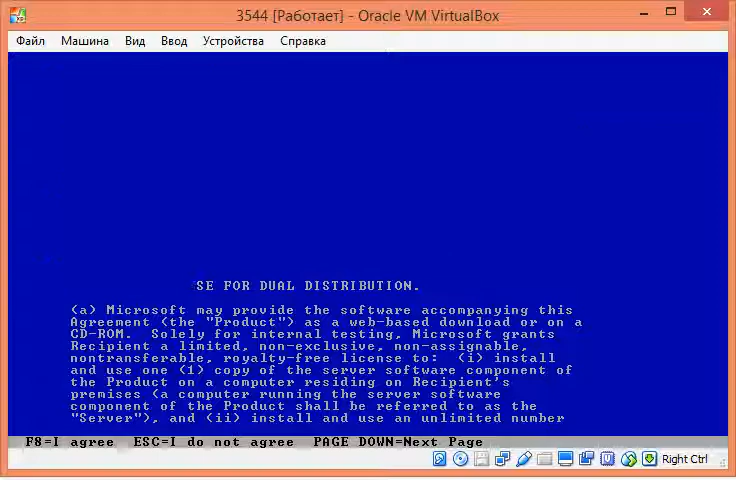 3544 [Работает] - Oracle VM VirtualBox
Файл Машина Вид Ввод Устройства Справка
SE FOR DUAL DISTRIBUTION.
(a) Microsoft may provide the software accompanying this
Agreement (the "Product") as a web-based download or on a
CD-ROM. Solely for internal testing, Microsoft grants
Recipient a limited, non-exclusive, non-assignable,
nontransferable, royalty-free license to: (i) install
and use one (1) copy of the server software component of
the Product on a computer residing on Recipient's
premises (a computer running the server software
component of the Product shall be referred to as the
"Server"), and (ii) install and use an unlimited number
F8=I agree ESC=I do not agree PAGE DOWN=Next Page
Right Ctrl